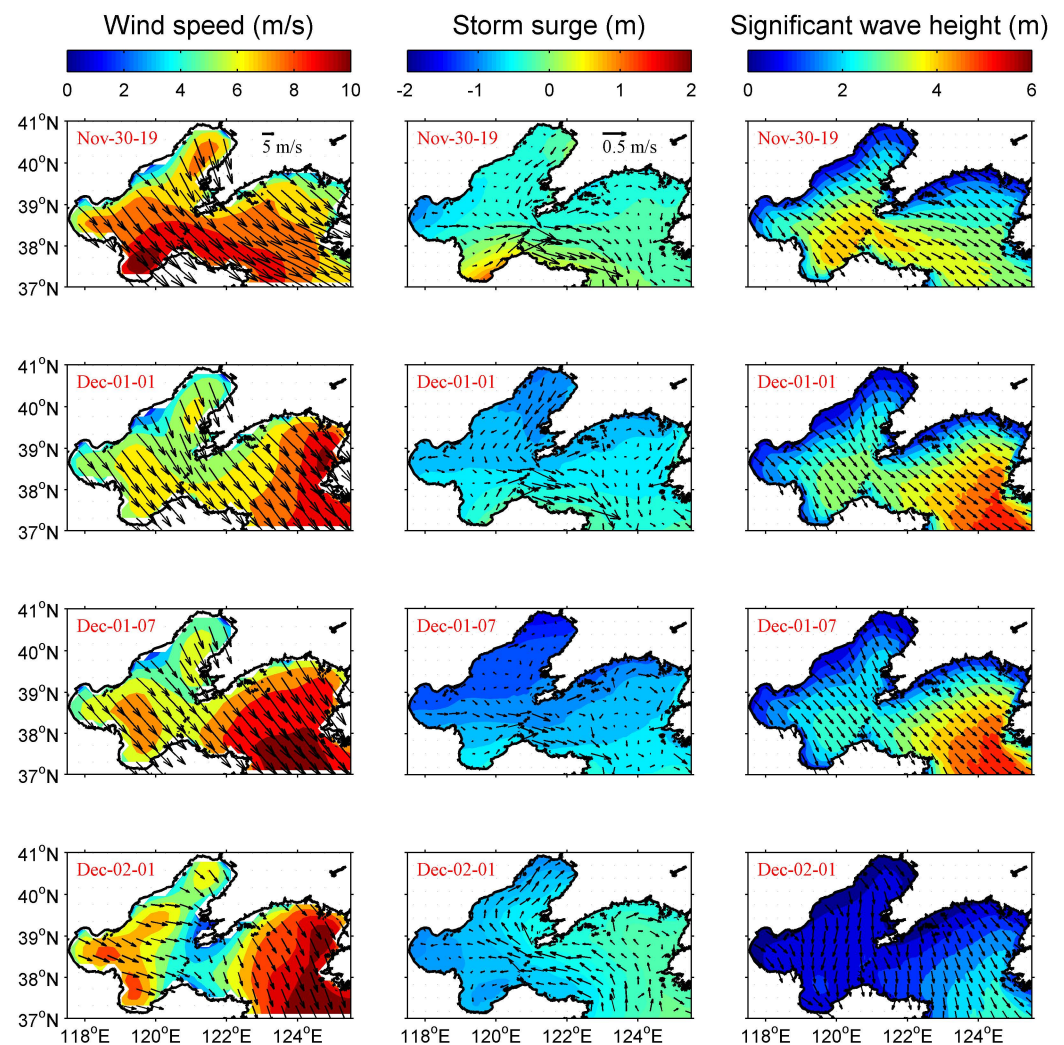 Wind speed (m/s) Storm surge (m) Significant wave height (m)
0 2 4 6 8 10 -2 -1 0 1 2 0 2 4 6
41°N Nov-30-19 5 m/s Nov-30-19 0.5 m/s Nov-30-19
40°N
39°N
38°N
37°N
41°N Dec-01-01 Dec-01-01 Dec-01-01
40°N
39°N
38°N
37°N
41°N Dec-01-07 Dec-01-07 Dec-01-07
40°N
39°N
38°N
37°N
41°N Dec-02-01 Dec-02-01 Dec-02-01
40°N
39°N
38°N
37°N
118°E 120°E 122°E 124°E 118°E 120°E 122°E 124°E 118°E 120°E 122°E 124°E